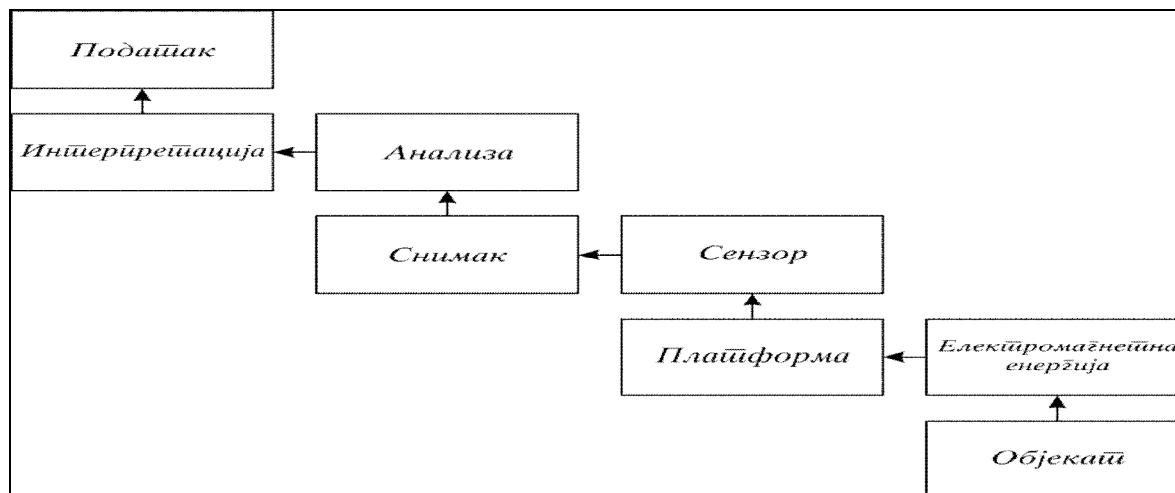 Податак
Интерпретација
Анализа
Снимак
Сензор
Платформа
Електромагнетна
енергија
Објекат